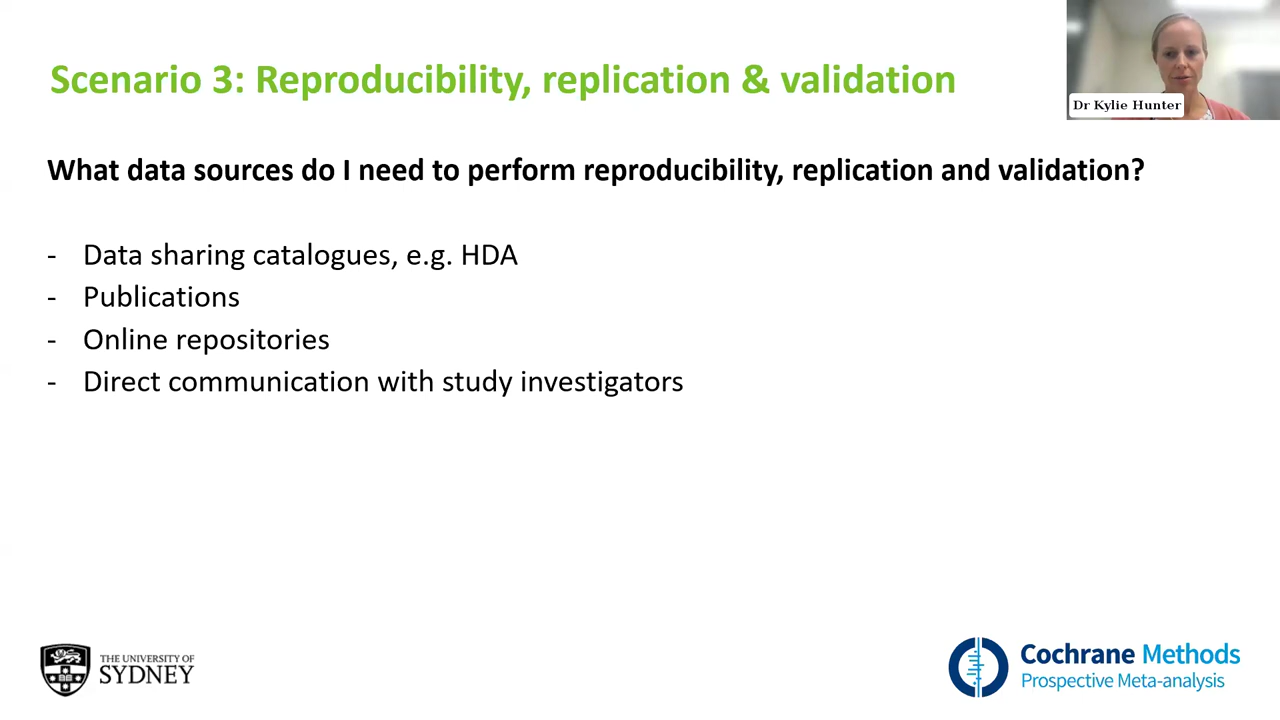 Scenario 3: Reproducibility, replication & validation
Dr Kylie Hunter
What data sources do I need to perform reproducibility, replication and validation?
- Data sharing catalogues, e.g. HDA
- Publications
- Online repositories
- Direct communication with study investigators
THE UNIVERSITY OF
SYDNEY
Cochrane Methods
Prospective Meta-analysis